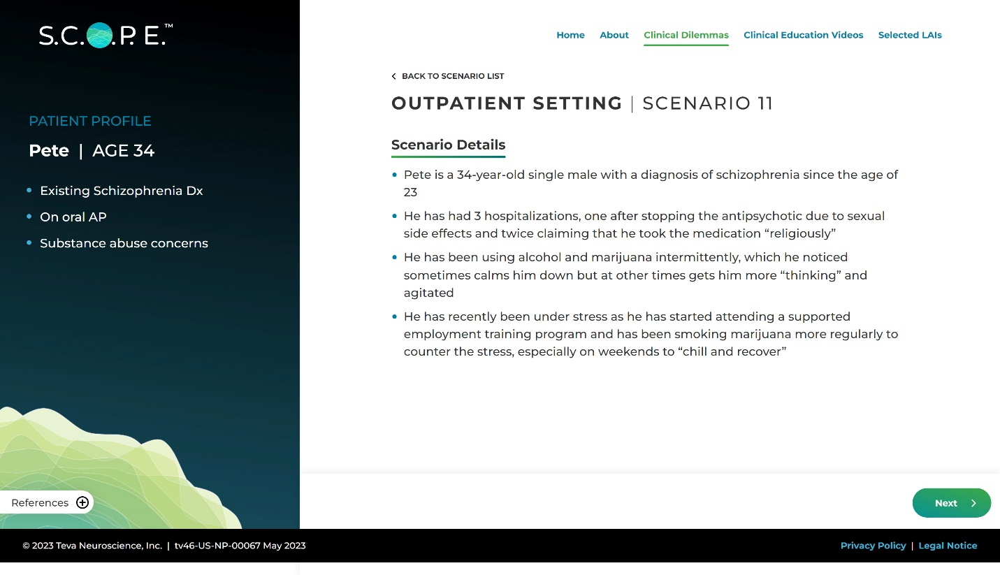 S.C.O.P.E.™
Home About Clinical Dilemmas Clinical Education Videos Selected LAIs
PATIENT PROFILE
Pete | AGE 34
• Existing Schizophrenia Dx
• On oral AP
• Substance abuse concerns
References
BACK TO SCENARIO LIST
OUTPATIENT SETTING | SCENARIO 11
Scenario Details
• Pete is a 34-year-old single male with a diagnosis of schizophrenia since the age of
23
• He has had 3 hospitalizations, one after stopping the antipsychotic due to sexual
side effects and twice claiming that he took the medication “religiously”
• He has been using alcohol and marijuana intermittently, which he noticed
sometimes calms him down but at other times gets him more “thinking” and
agitated
• He has recently been under stress as he has started attending a supported
employment training program and has been smoking marijuana more regularly to
counter the stress, especially on weekends to “chill and recover”
Next
© 2023 Teva Neuroscience, Inc. | tv46-US-NP-00067 May 2023
Privacy Policy | Legal Notice